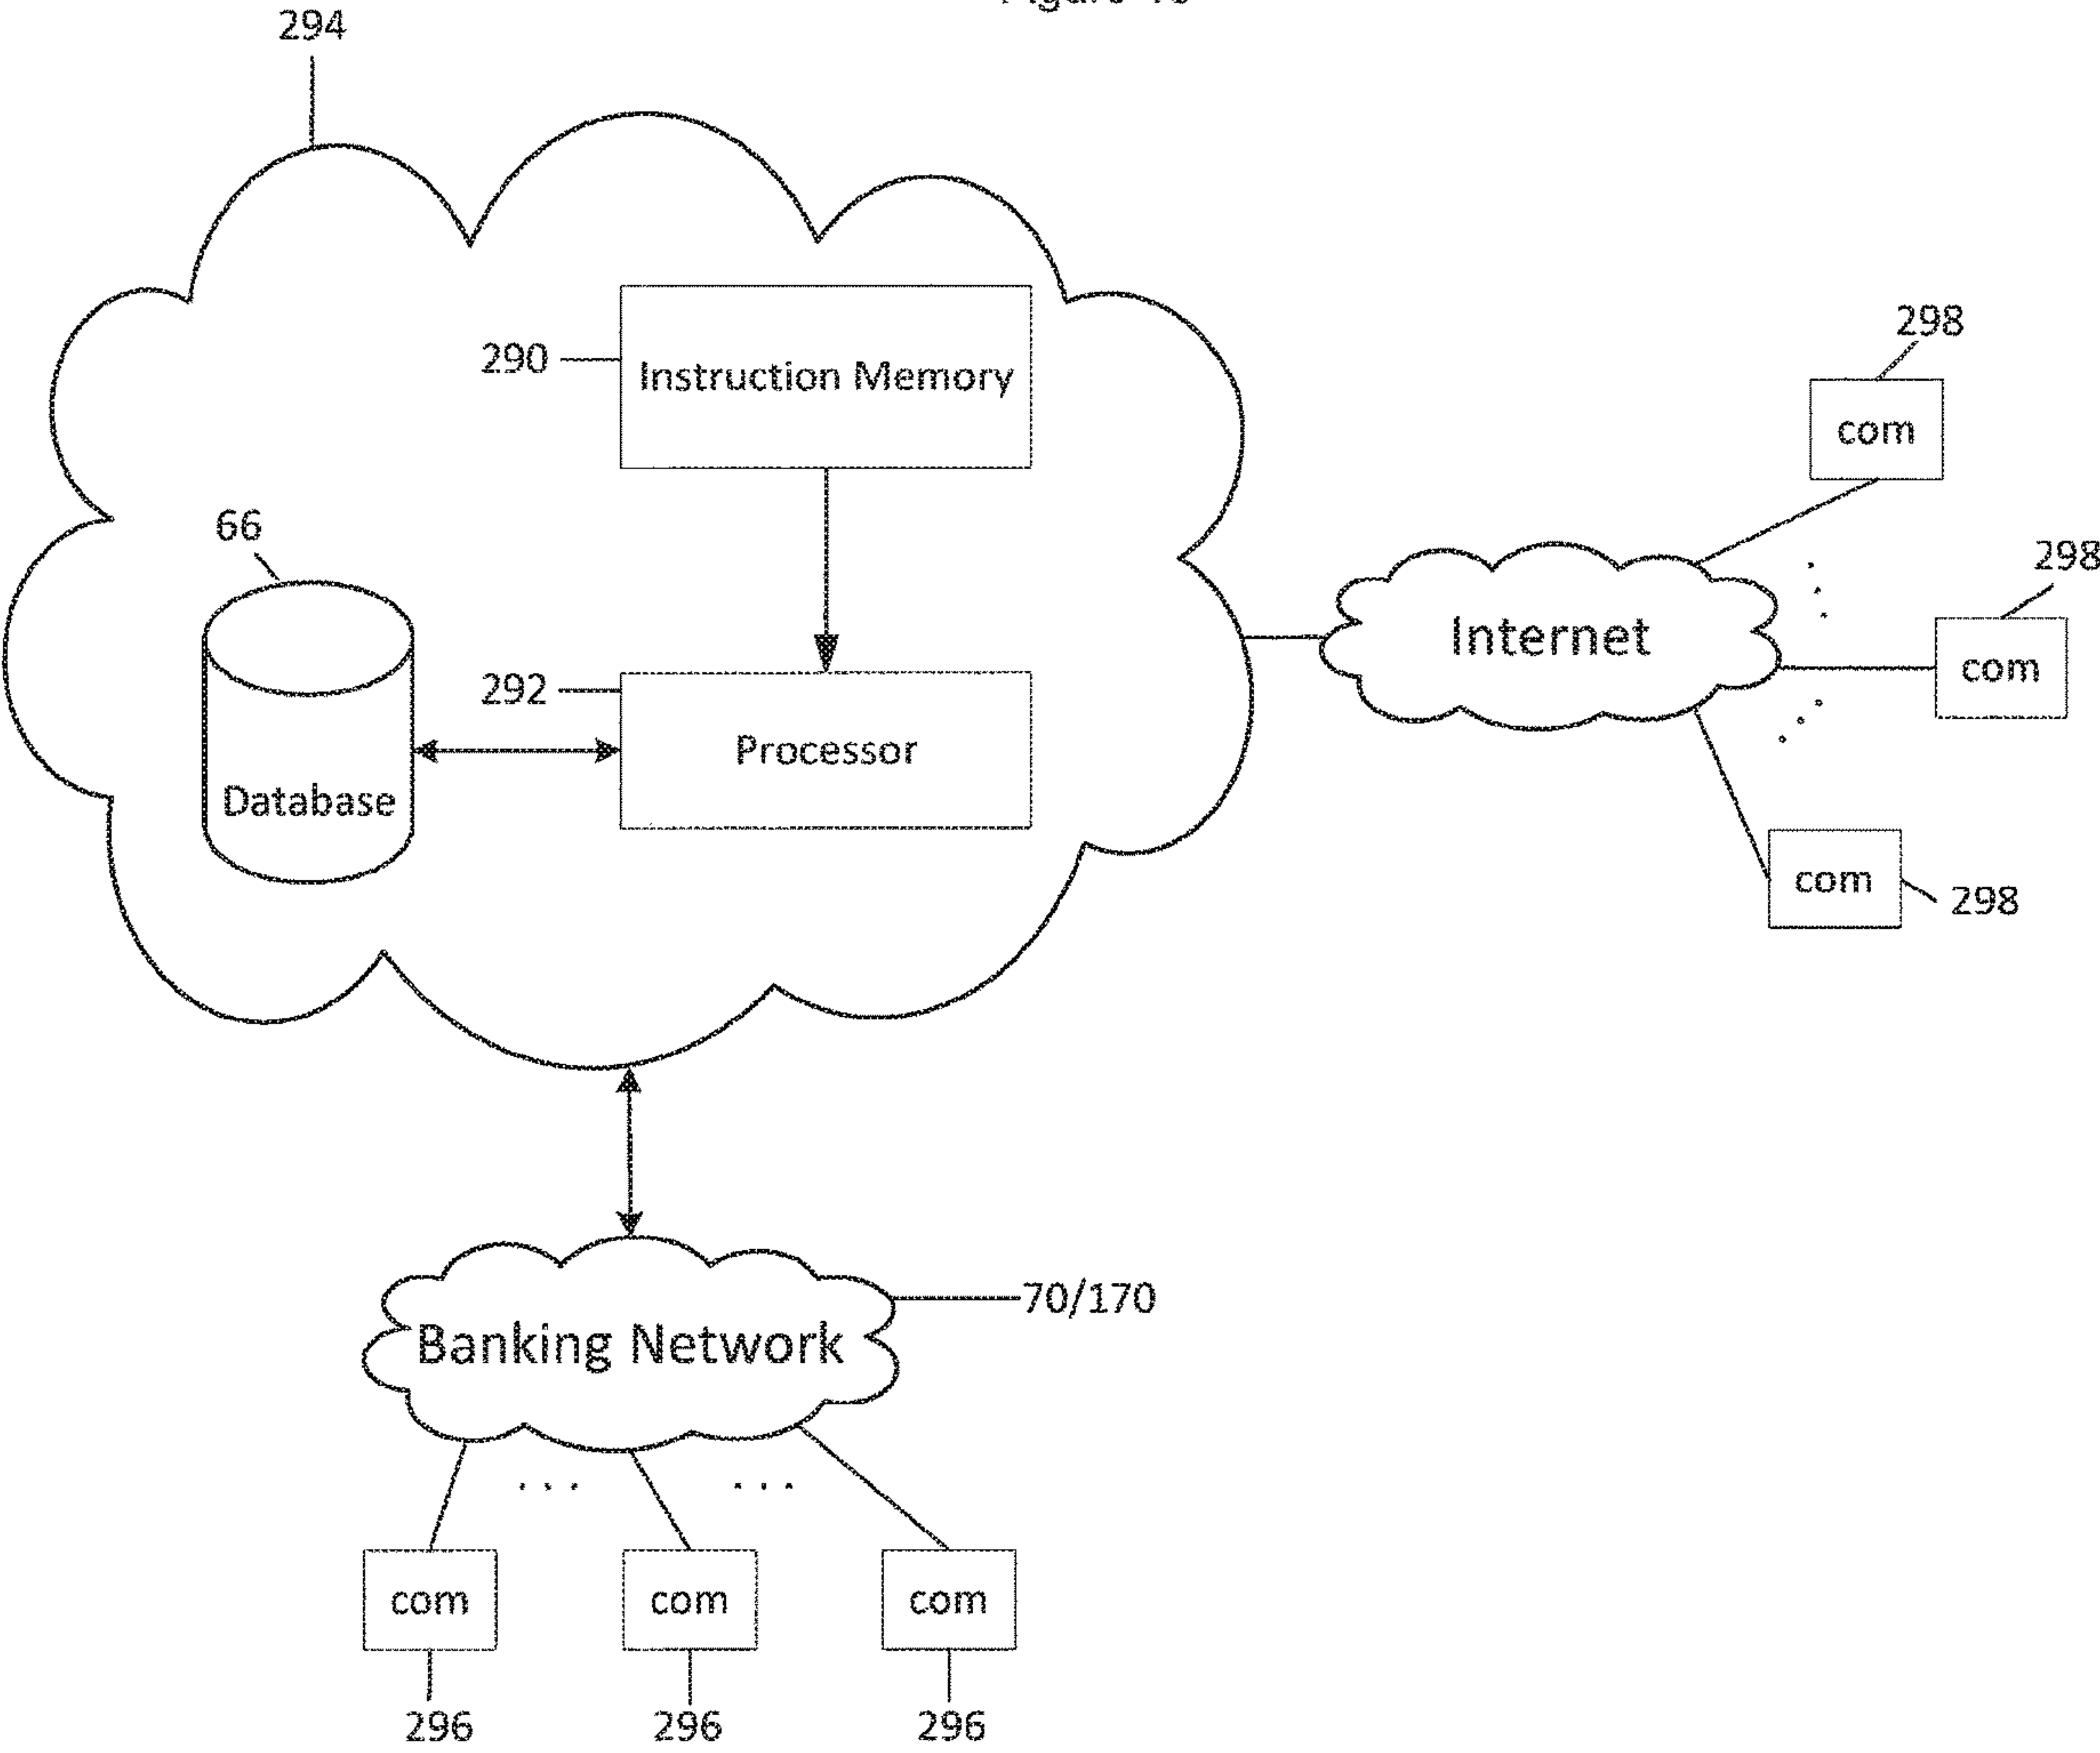 294
290
Instruction Memory
298
com
66
298
Internet
com
292
Processor
Database
com
298
70/170
Banking Network
... ...
com com com
296 296 296